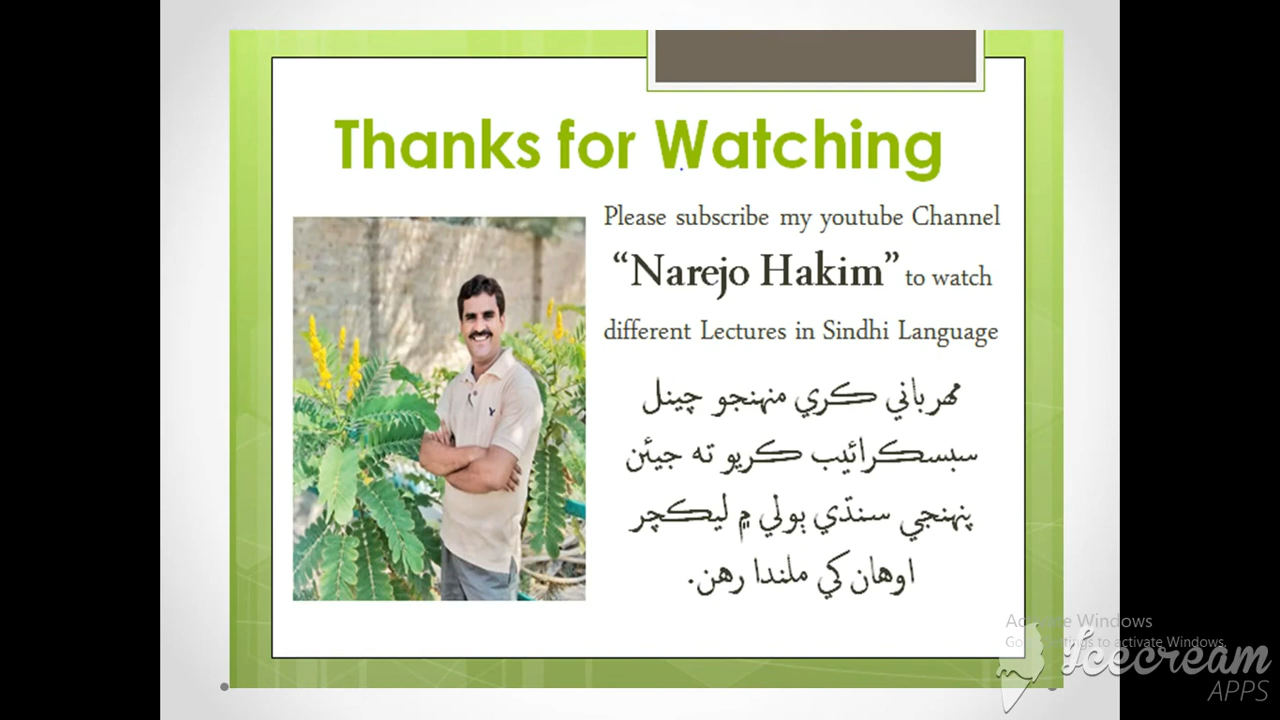 Thanks for Watching
Please subscribe my youtube Channel
“Narejo Hakim” to watch
different Lectures in Sindhi Language
مهرباني ڪري منهنجو چينل
سبسڪرائيب ڪريو ته جيئن
پنهنجي سنڌي ٻولي ۾ ليڪچر
اوهان کي ملندا رهن.
Activate Windows
Go to Settings to activate Windows.
Icecream
APPS